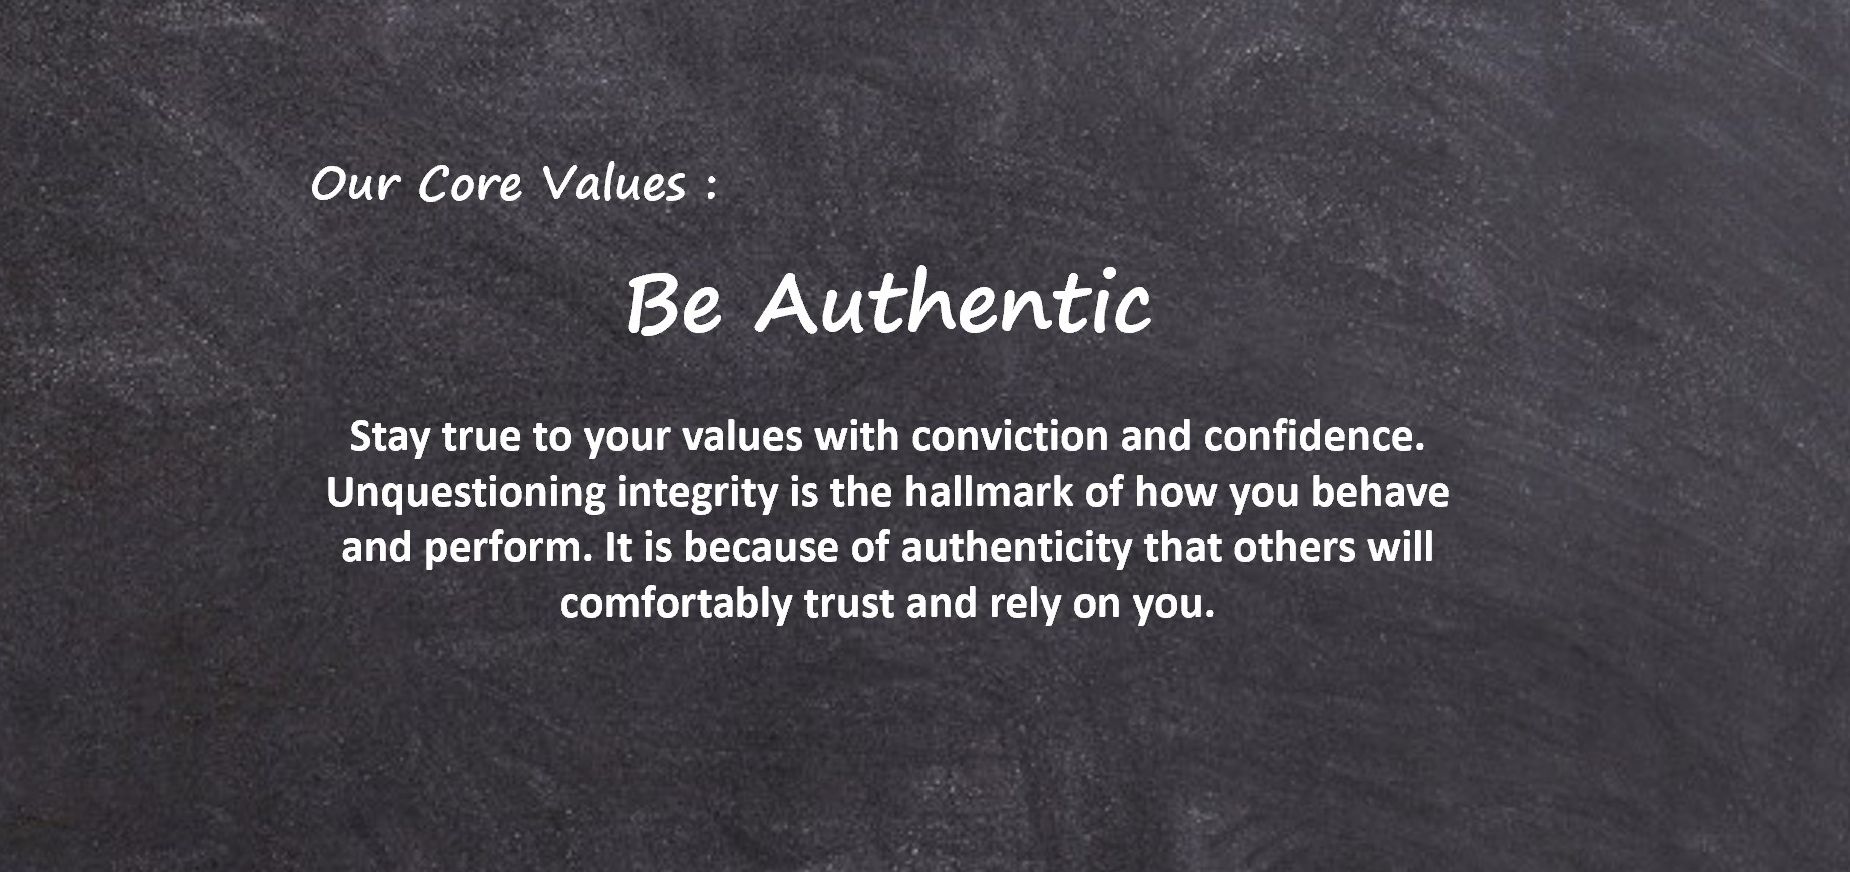 Our Core Values :
Be Authentic
Stay true to your values with conviction and confidence.
Unquestioning integrity is the hallmark of how you behave
and perform. It is because of authenticity that others will
comfortably trust and rely on you.